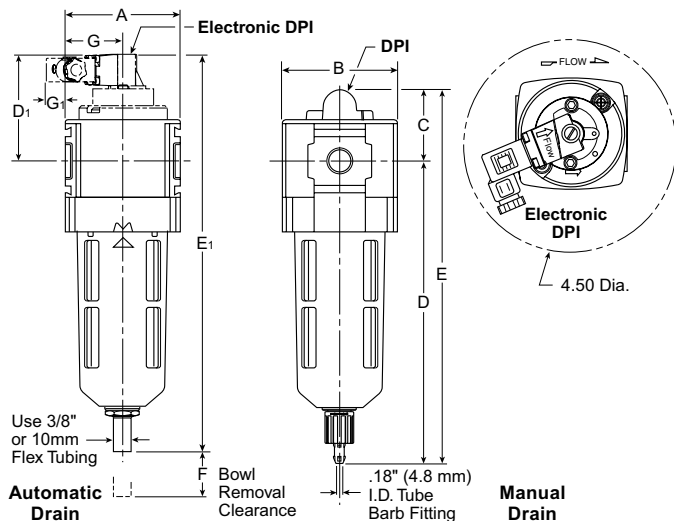 A
G
Electronic DPI
D1
G1
E1
Use 3/8"
or 10mm
Flex Tubing
Automatic
Drain
F
Bowl
Removal
Clearance
B
DPI
C
D
E
.18" (4.8 mm)
I.D. Tube
Barb Fitting
Manual
Drain
FLOW
Flow
Electronic
DPI
4.50 Dia.